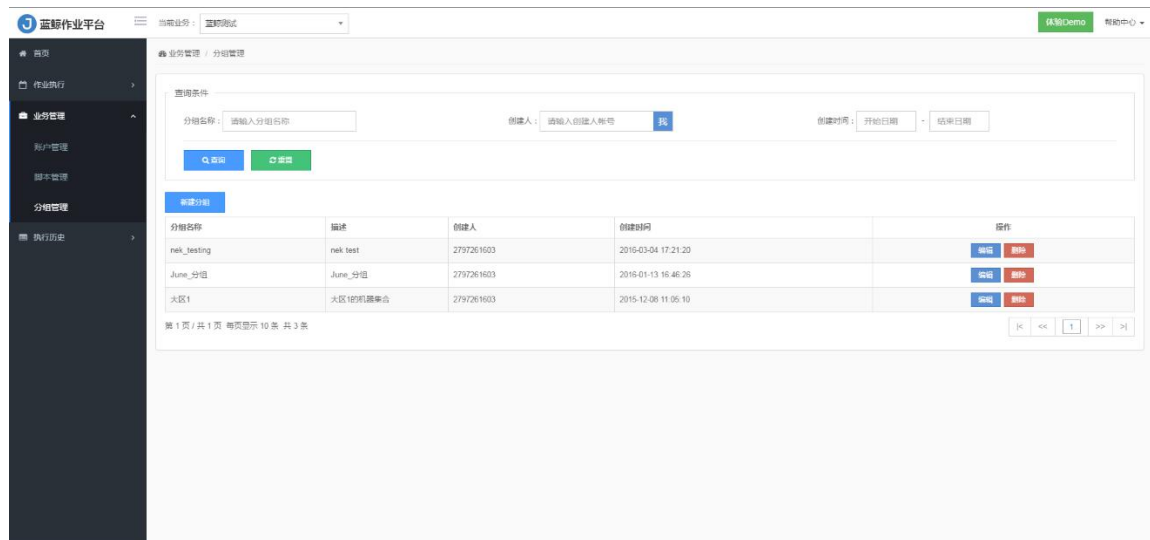 蓝鲸作业平台
当前业务： 蓝鲸测试
体验Demo 帮助中心
首页
作业执行
业务管理
账户管理
脚本管理
分组管理
执行历史
业务管理 / 分组管理
查询条件
分组名称： 请输入分组名称 创建人： 请输入创建人帐号 我 创建时间： 开始日期 - 结束日期
查询 重置
新建分组
分组名称 描述 创建人 创建时间 操作
nek_testing nek test 2797261603 2016-03-04 17:21:20 编辑 删除
June_分组 June_分组 2797261603 2016-01-13 16:46:26 编辑 删除
大区1 大区1的机器集合 2797261603 2015-12-08 11:05:10 编辑 删除
第 1 页 / 共 1 页 每页显示 10 条 共 3 条 |< << 1 >> >|